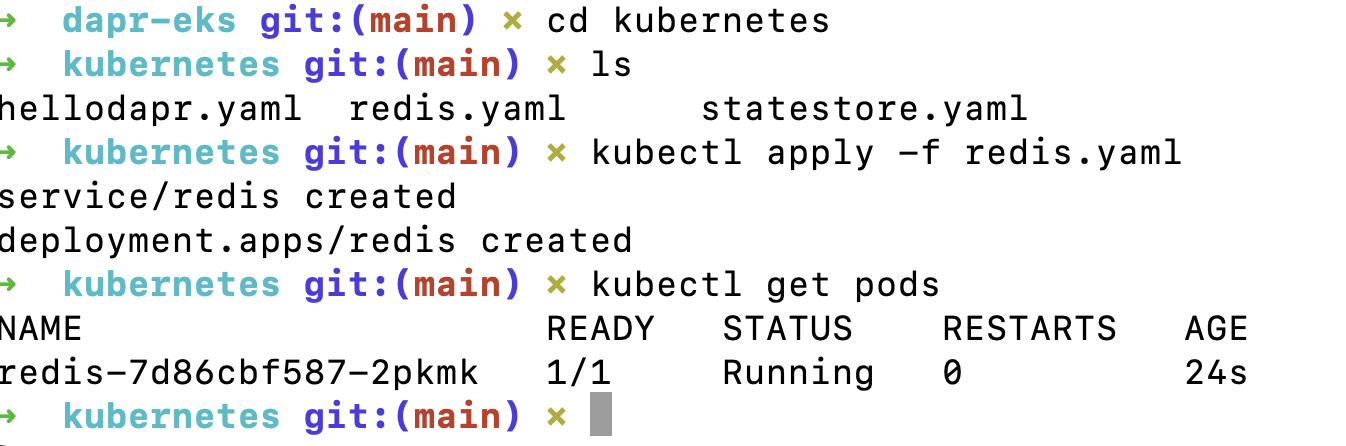 → dapr-eks git:(main) × cd kubernetes
→ kubernetes git:(main) × ls
hellodapr.yaml redis.yaml statestore.yaml
→ kubernetes git:(main) × kubectl apply -f redis.yaml
service/redis created
deployment.apps/redis created
→ kubernetes git:(main) × kubectl get pods
NAME READY STATUS RESTARTS AGE
redis-7d86cbf587-2pkmk 1/1 Running 0 24s
→ kubernetes git:(main) ×